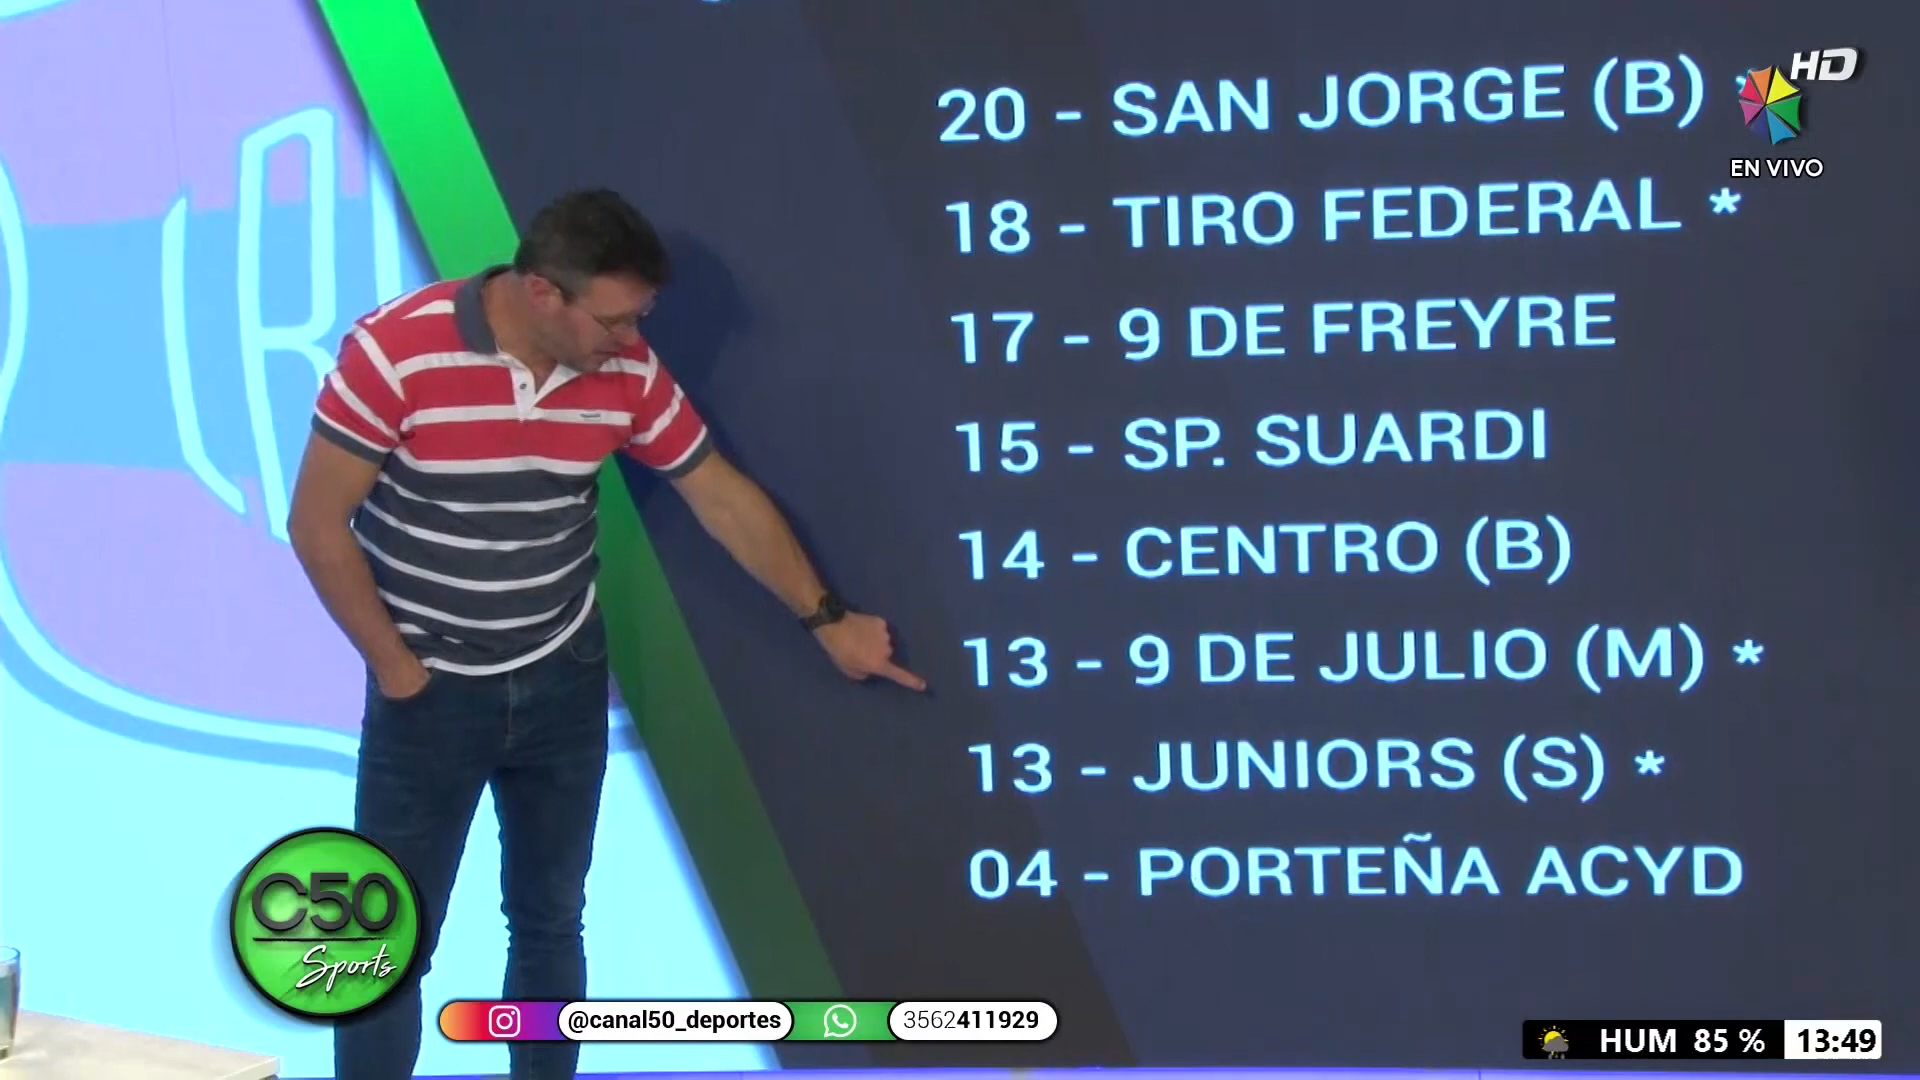 20 - SAN JORGE (B)
18 - TIRO FEDERAL *
17 - 9 DE FREYRE
15 - SP. SUARDI
14 - CENTRO (B)
13 - 9 DE JULIO (M) *
13 - JUNIORS (S) *
04 - PORTEÑA ACYD
HD
EN VIVO
C50
Sports
@canal50_deportes
3562411929
HUM 85 % 13:49